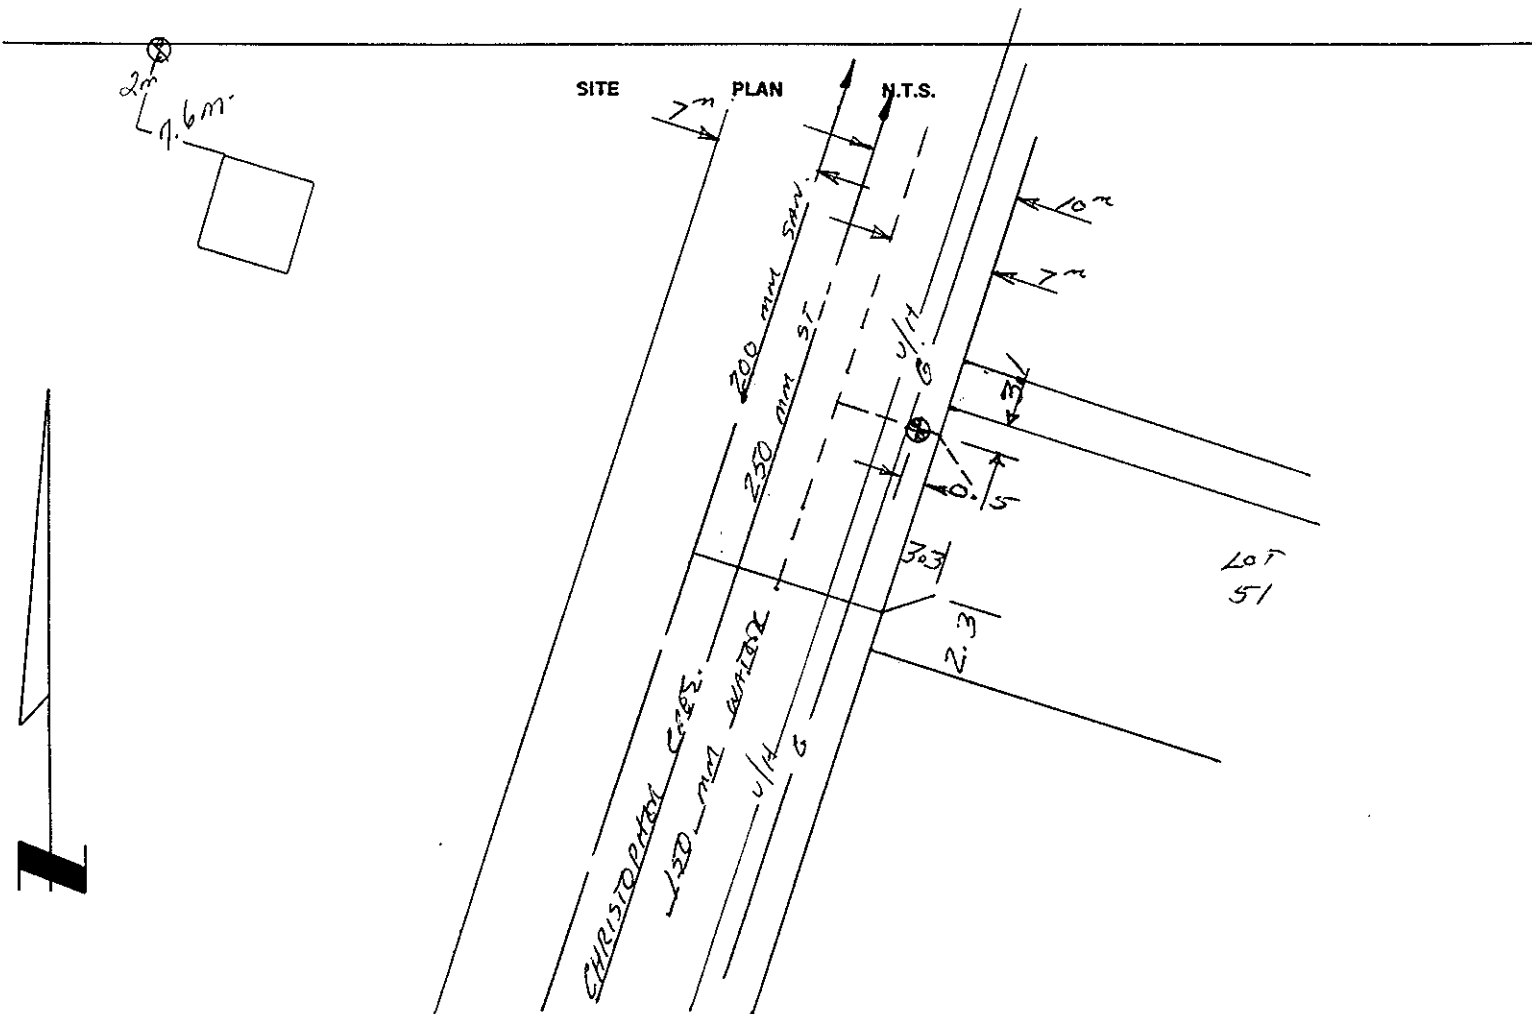 SITE PLAN N.T.S.
2m
7.6m.
7m
10m
7m
200 mm SAN.
250 mm ST
U/H
G
3.1
0.5
3.3
LOT
51
2.3
CHRISTOPHER CRES.
150 mm WATER
U/H
G